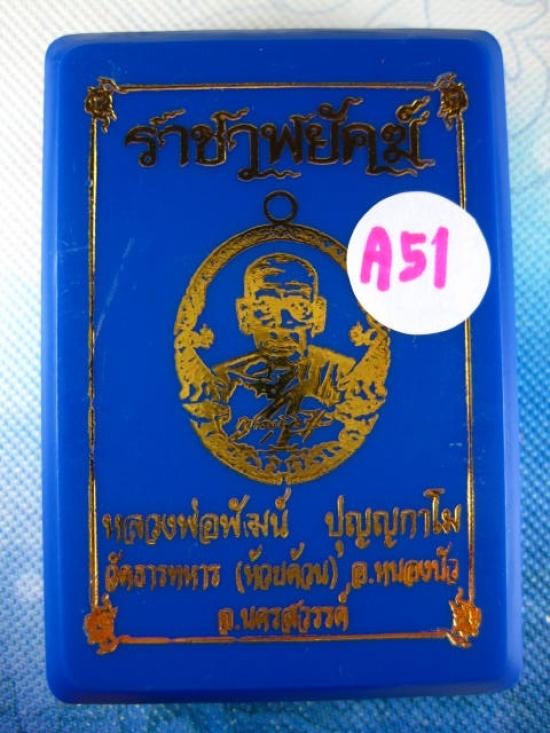 ราชาพยัคฆ์
A51
หลวงพ่อพัฒน์ ปุญญกาโม
วัดธารทหาร (ห้วยด้วน) อ.หนองบัว
จ.นครสวรรค์